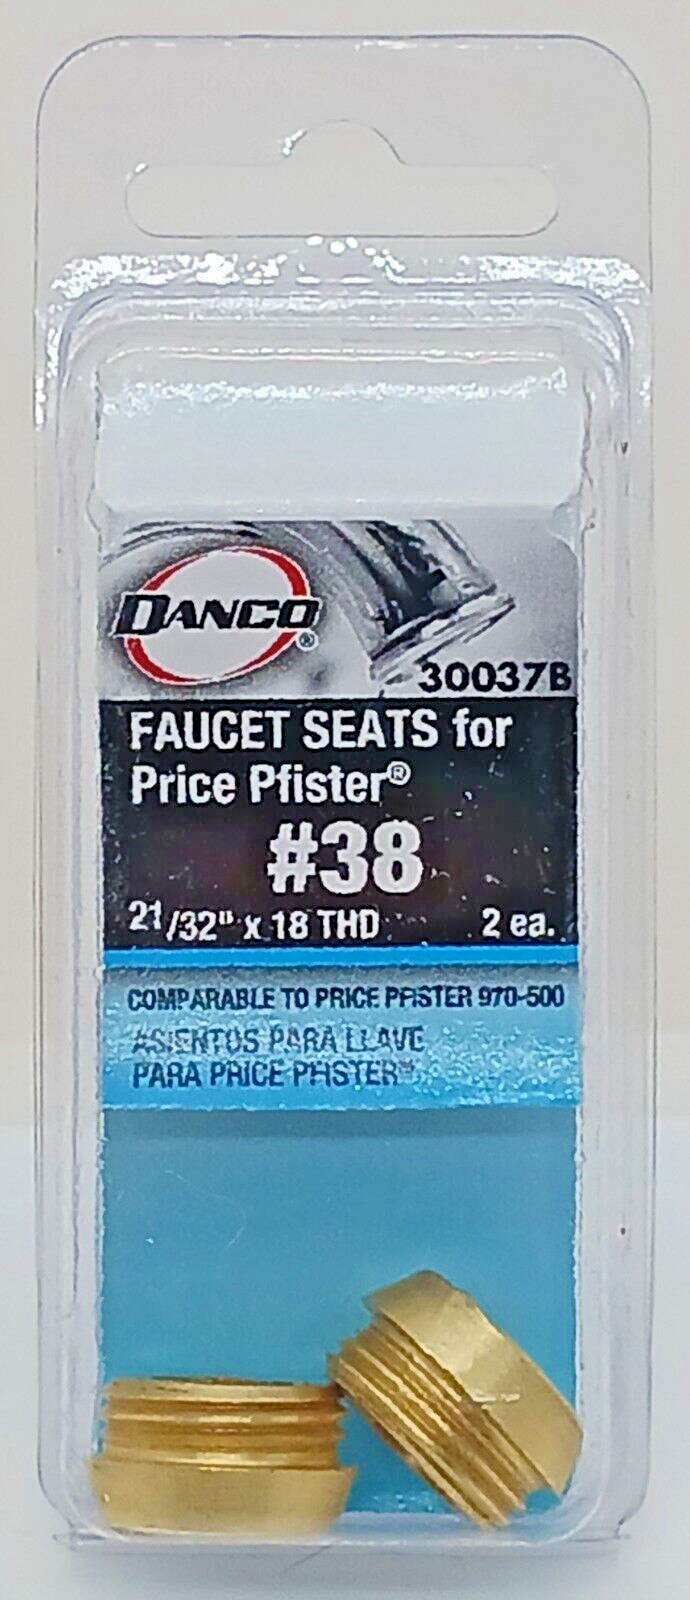 DANCO®
30037B
FAUCET SEATS for
Price Pfister®
#38
21/32" x 18 THD 2 ea.
COMPARABLE TO PRICE PFISTER 970-500
ASIENTOS PARA LLAVE
PARA PRICE PFISTER®